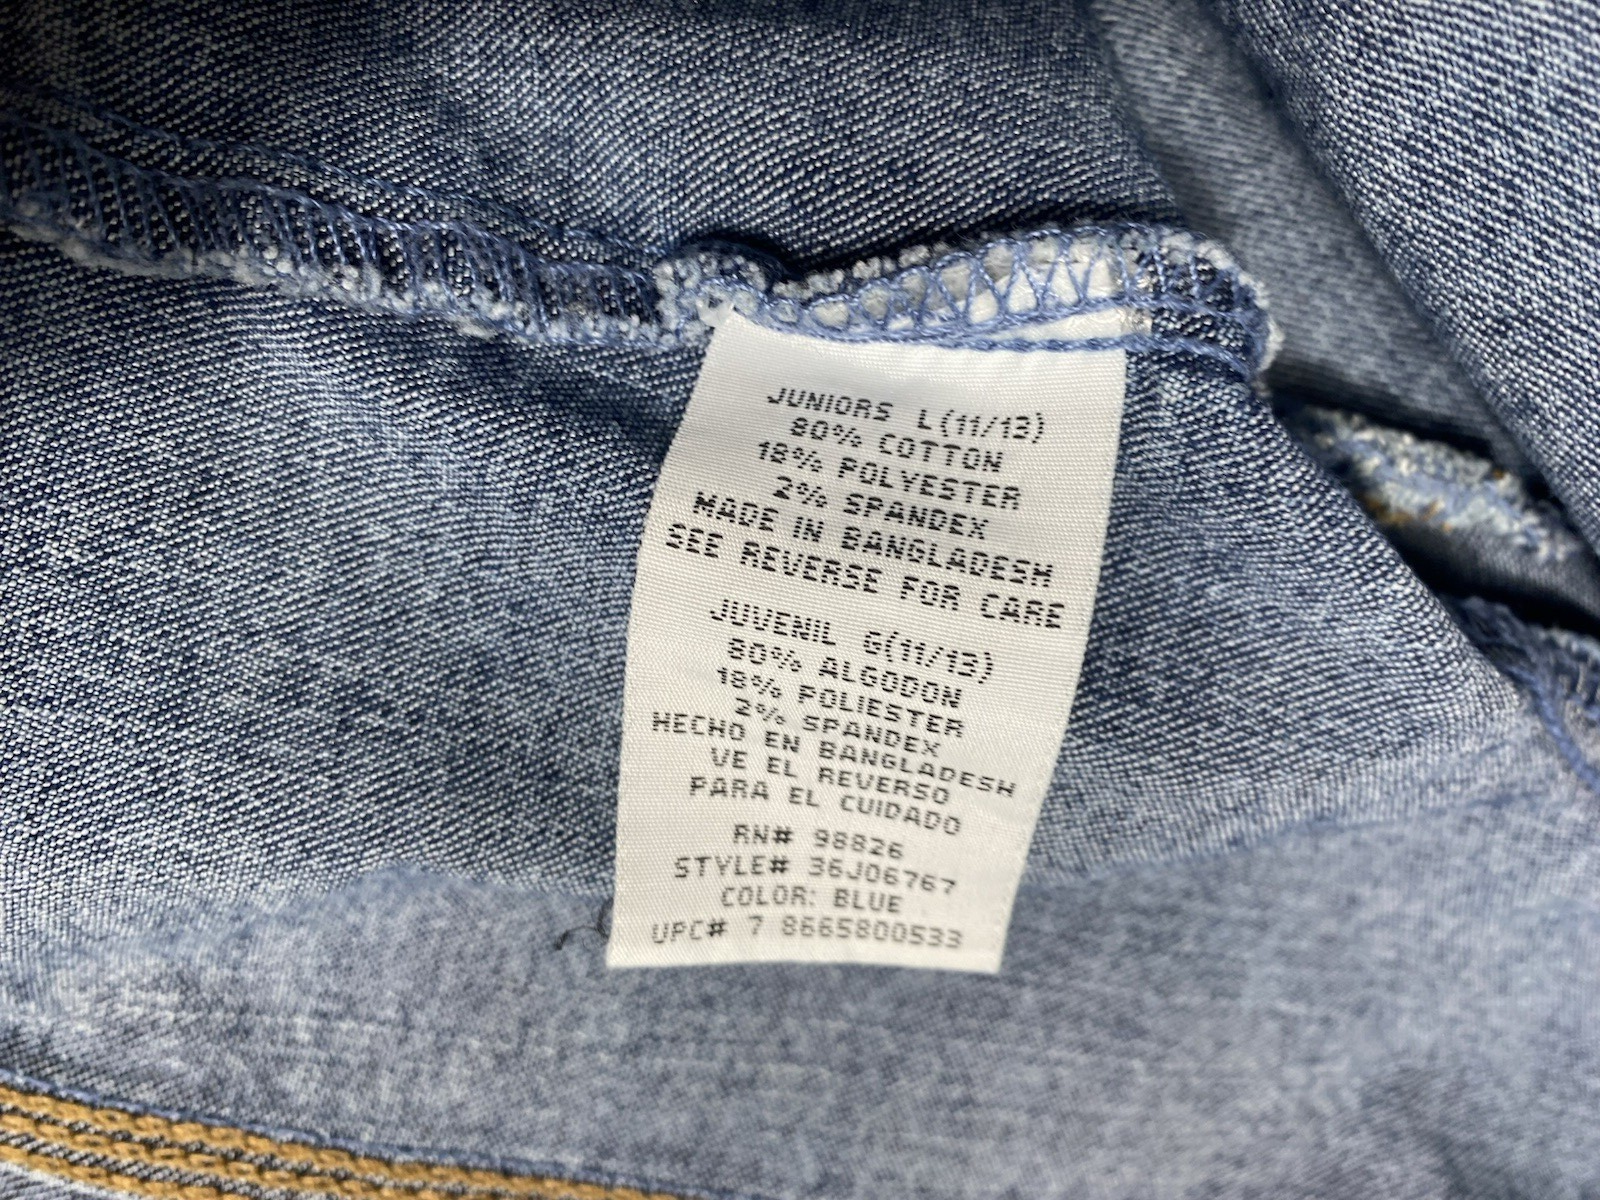 JUNIORS L(11/13)
80% COTTON
18% POLYESTER
2% SPANDEX
MADE IN BANGLADESH
SEE REVERSE FOR CARE
JUVENIL G(11/13)
80% ALGODON
18% POLIESTER
2% SPANDEX
HECHO EN BANGLADESH
VE EL REVERSO
PARA EL CUIDADO
RN# 98826
STYLE# 36J06767
COLOR: BLUE
UPC# 7 8665800533